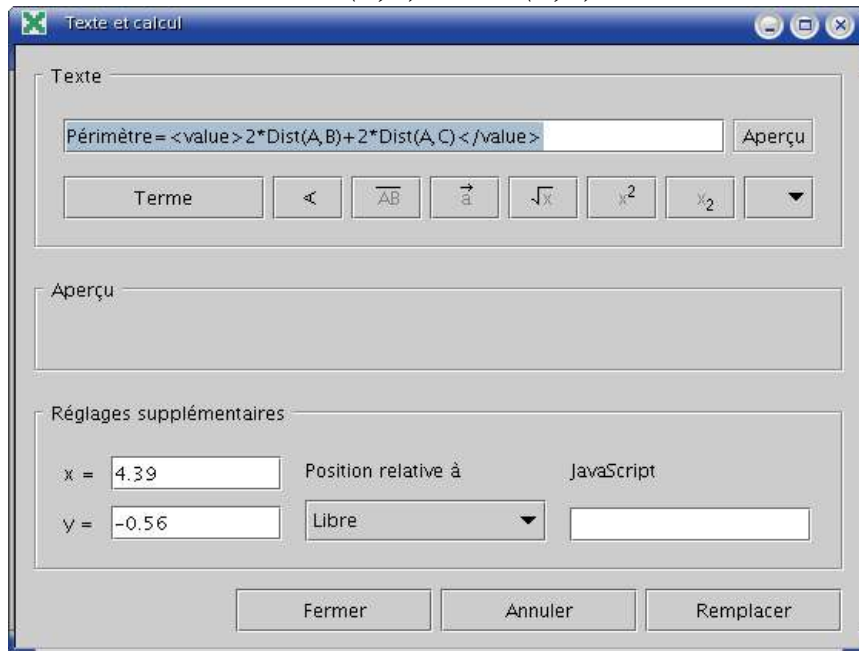 Texte et calcul
Texte
Périmètre=<value>2*Dist(A,B)+2*Dist(A,C)</value>
Aperçu
Terme ∢ AB a √x x² x₂
Aperçu
Réglages supplémentaires
x = 4.39 Position relative à JavaScript
y = -0.56 Libre
Fermer Annuler Remplacer